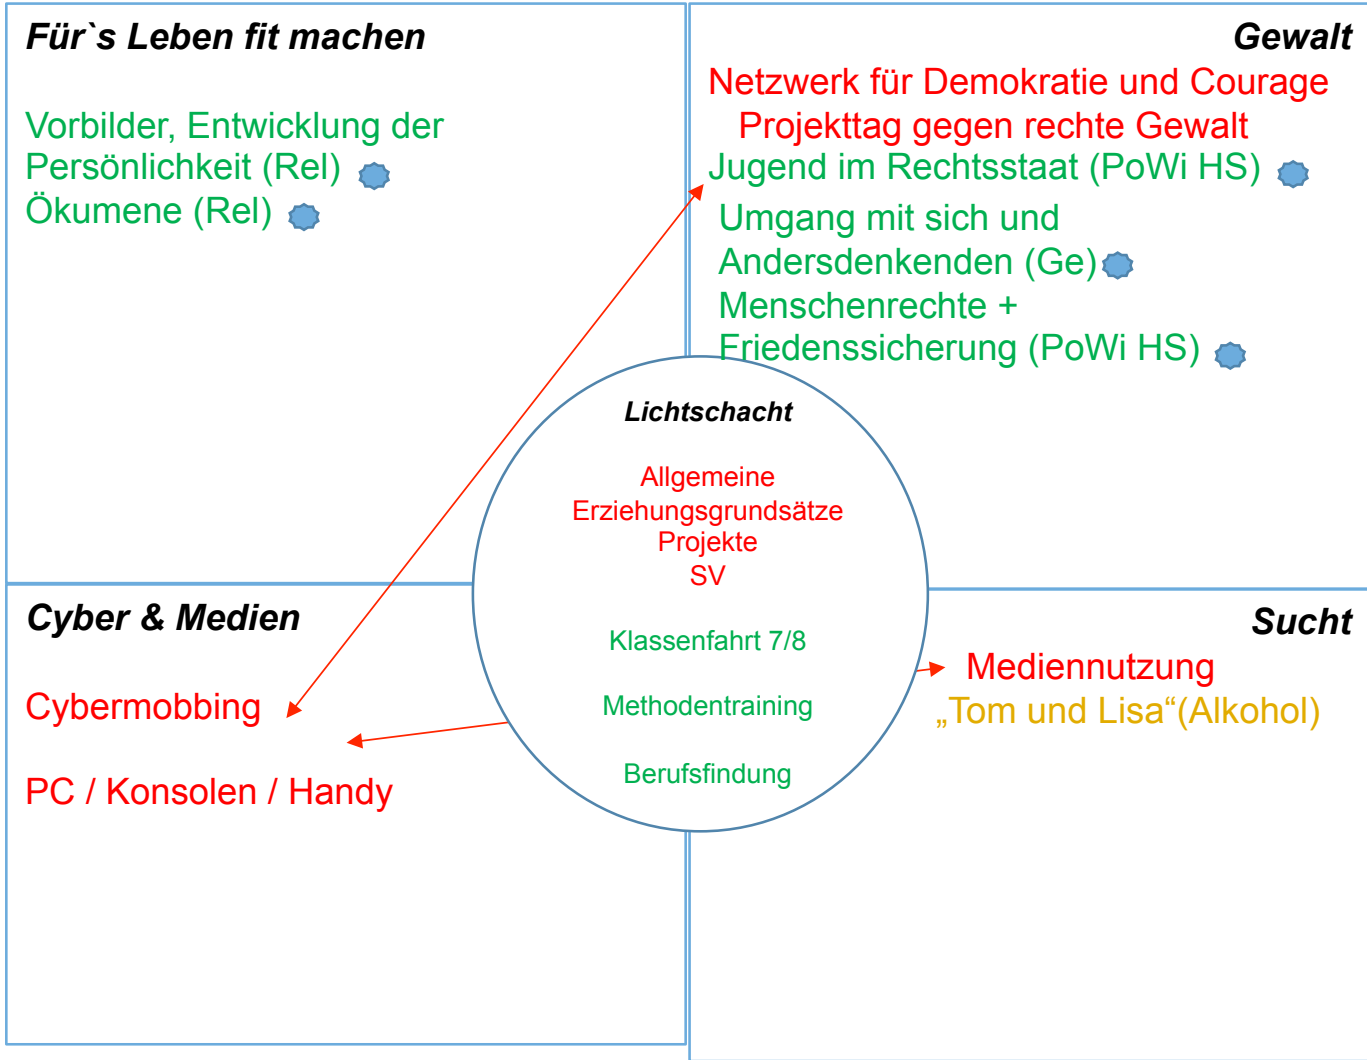 Für`s Leben fit machen
Vorbilder, Entwicklung der
Persönlichkeit (Rel)
Ökumene (Rel)
Gewalt
Netzwerk für Demokratie und Courage
Projekttag gegen rechte Gewalt
Jugend im Rechtsstaat (PoWi HS)
Umgang mit sich und
Andersdenkenden (Ge)
Menschenrechte +
Friedenssicherung (PoWi HS)
Lichtschacht
Allgemeine
Erziehungsgrundsätze
Projekte
SV
Klassenfahrt 7/8
Methodentraining
Berufsfindung
Cyber & Medien
Cybermobbing
PC / Konsolen / Handy
Sucht
Mediennutzung
„Tom und Lisa“(Alkohol)